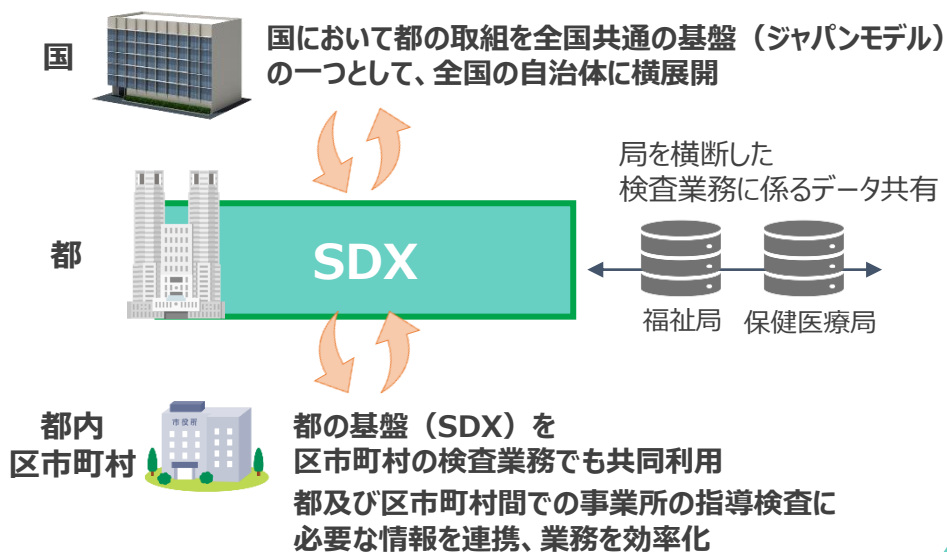 国
国において都の取組を全国共通の基盤（ジャパンモデル）
の一つとして、全国の自治体に横展開
局を横断した
検査業務に係るデータ共有
都
SDX
福祉局
保健医療局
都内
区市町村
市役所
都の基盤（SDX）を
区市町村の検査業務でも共同利用
都及び区市町村間での事業所の指導検査に
必要な情報を連携、業務を効率化